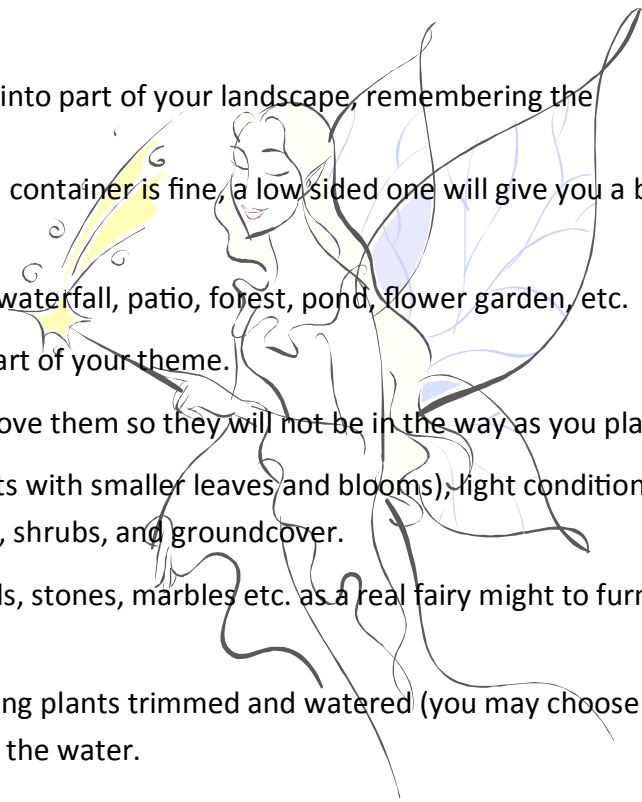 into part of your landscape, remembering the
container is fine, a low sided one will give you a b
waterfall, patio, forest, pond, flower garden, etc.
art of your theme.
ove them so they will not be in the way as you pla
ts with smaller leaves and blooms), light condition
, shrubs, and groundcover.
ls, stones, marbles etc. as a real fairy might to furn
ng plants trimmed and watered (you may choose
the water.